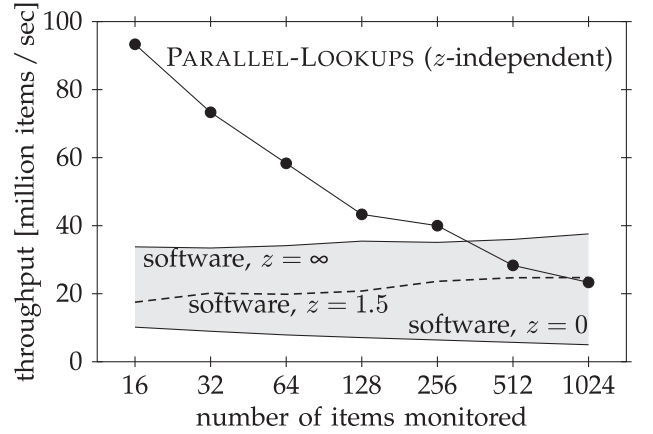 throughput [million items / sec]
100
80
60
40
20
0
PARALLEL-LOOKUPS (z-independent)
software, z = ∞
software, z = 1.5
software, z = 0
16 32 64 128 256 512 1024
number of items monitored